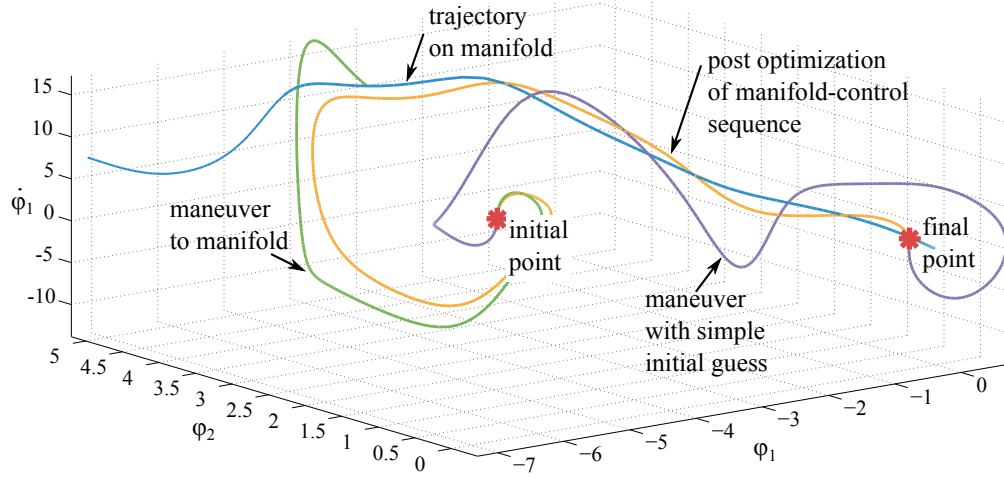 trajectory
on manifold
post optimization
of manifold-control
sequence
maneuver
to manifold
initial
point
final
point
maneuver
with simple
initial guess
15
10
5
0
−5
−10
φ̇₁
5
4.5
4
3.5
3
2.5
2
1.5
1
0.5
0
φ₂
−7
−6
−5
−4
−3
−2
−1
0
φ₁